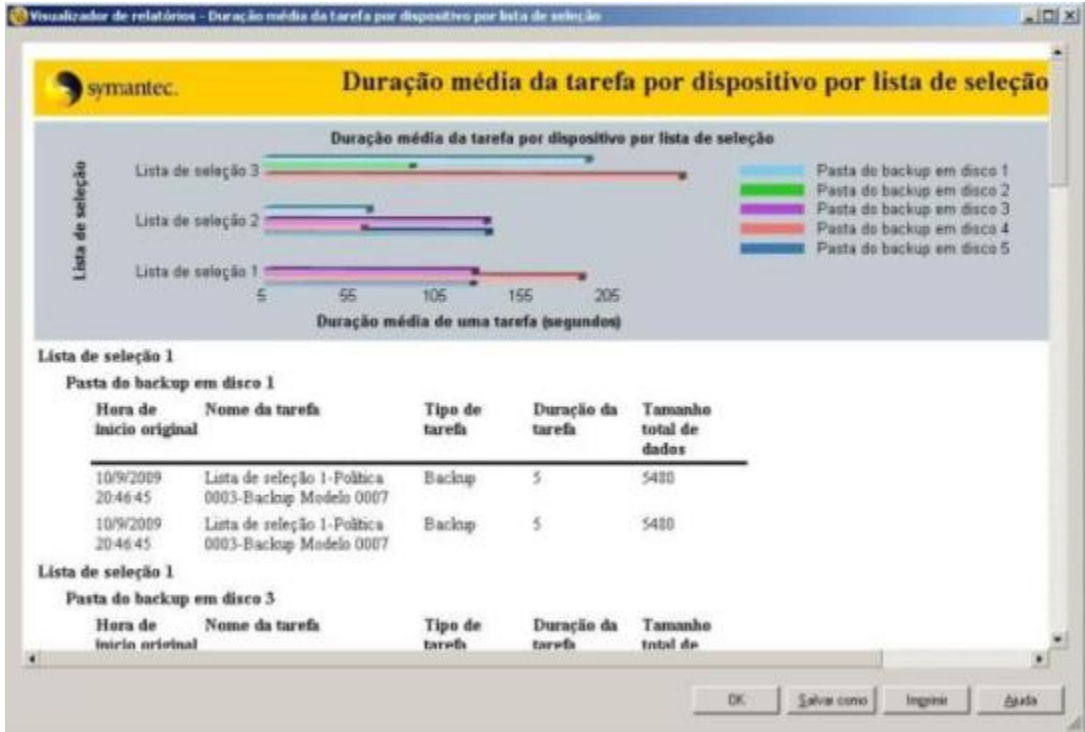 Visualizador de relatórios - Duração média da tarefa por dispositivo por lista de seleção
symantec.
Duração média da tarefa por dispositivo por lista de seleção
Duração média da tarefa por dispositivo por lista de seleção
Lista de seleção
Lista de seleção 3
Lista de seleção 2
Lista de seleção 1
Pasta do backup em disco 1
Pasta do backup em disco 2
Pasta do backup em disco 3
Pasta do backup em disco 4
Pasta do backup em disco 5
5 55 105 155 205
Duração média de uma tarefa (segundos)
Lista de seleção 1
Pasta do backup em disco 1
Hora de Nome da tarefa Tipo de Duração da Tamanho
início original tarefa tarefa total de
dados
10/9/2009 Lista de seleção 1-Política Backup 5 5480
20:46:45 0003-Backup Modelo 0007
10/9/2009 Lista de seleção 1-Política Backup 5 5480
20:46:45 0003-Backup Modelo 0007
Lista de seleção 1
Pasta do backup em disco 3
Hora de Nome da tarefa Tipo de Duração da Tamanho
início original tarefa tarefa total de
OK Salvar como Imprimir Ajuda